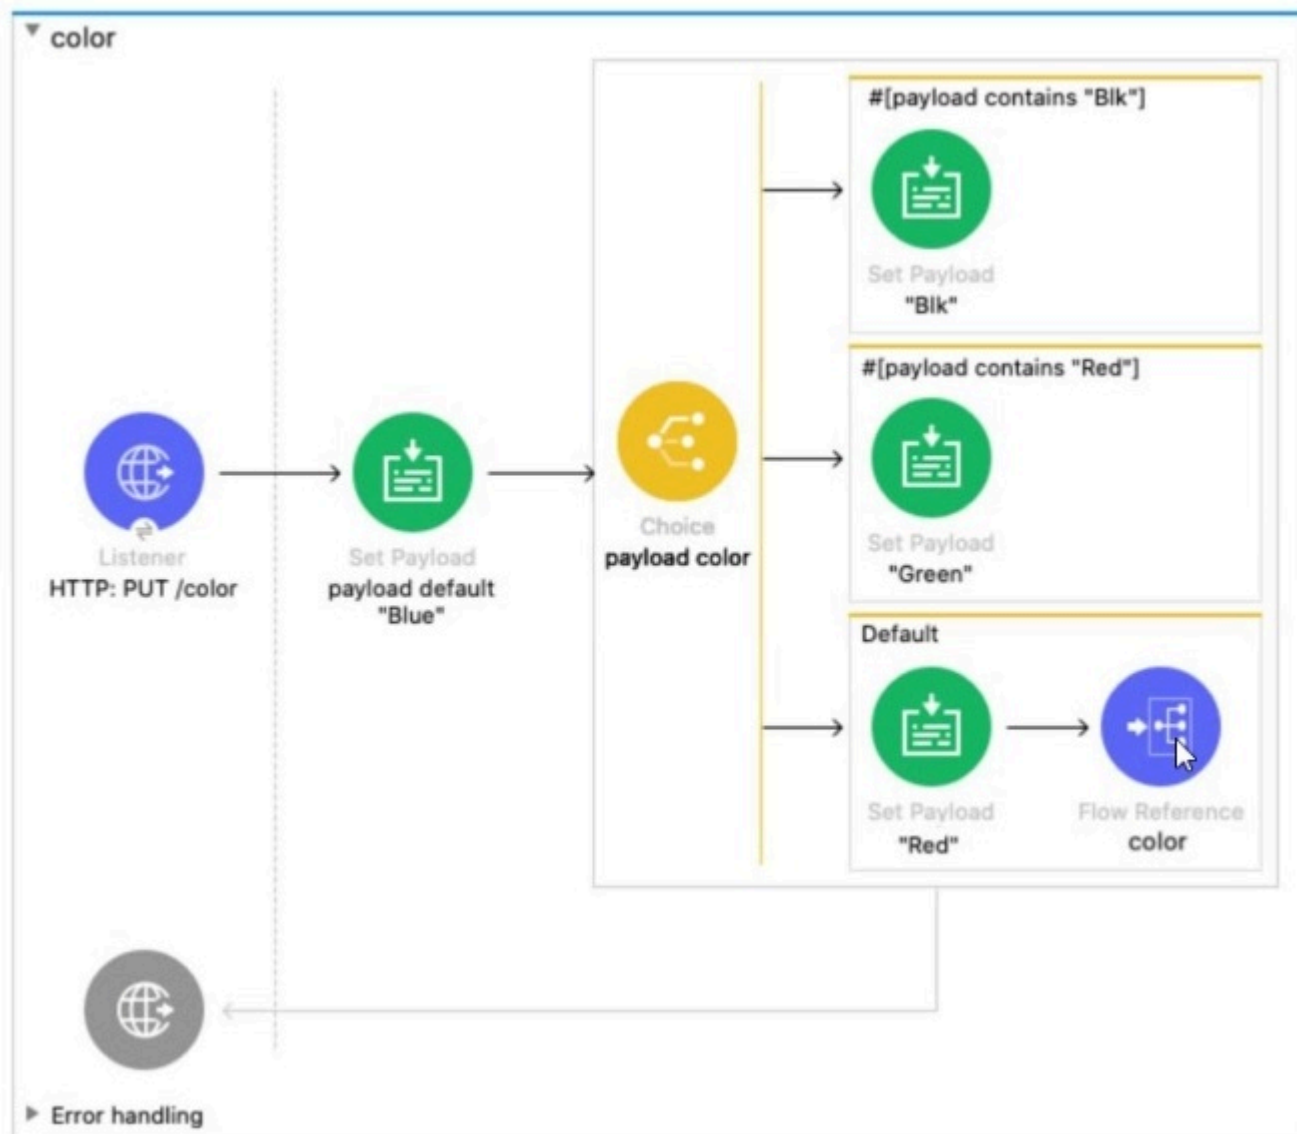 color
#[payload contains "Blk"]
Set Payload
"Blk"
#[payload contains "Red"]
Set Payload
"Green"
Listener
HTTP: PUT /color
Set Payload
payload default
"Blue"
Choice
payload color
Default
Set Payload
"Red"
Flow Reference
color
Error handling